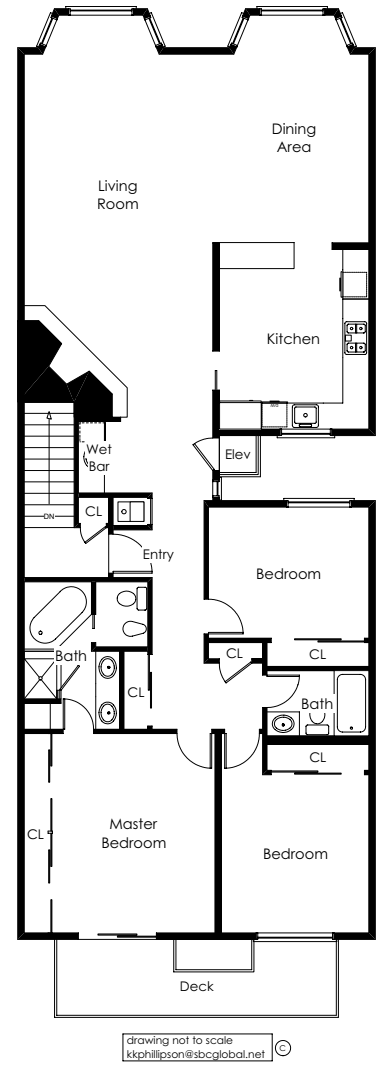 Dining
Area
Living
Room
Kitchen
Elev
Wet
Bar
CL
DN
Entry
Bedroom
CL
CL
Bath
CL
Bath
CL
Master
Bedroom
CL
Bedroom
Deck
drawing not to scale
kkphillipson@sbcglobal.net
C